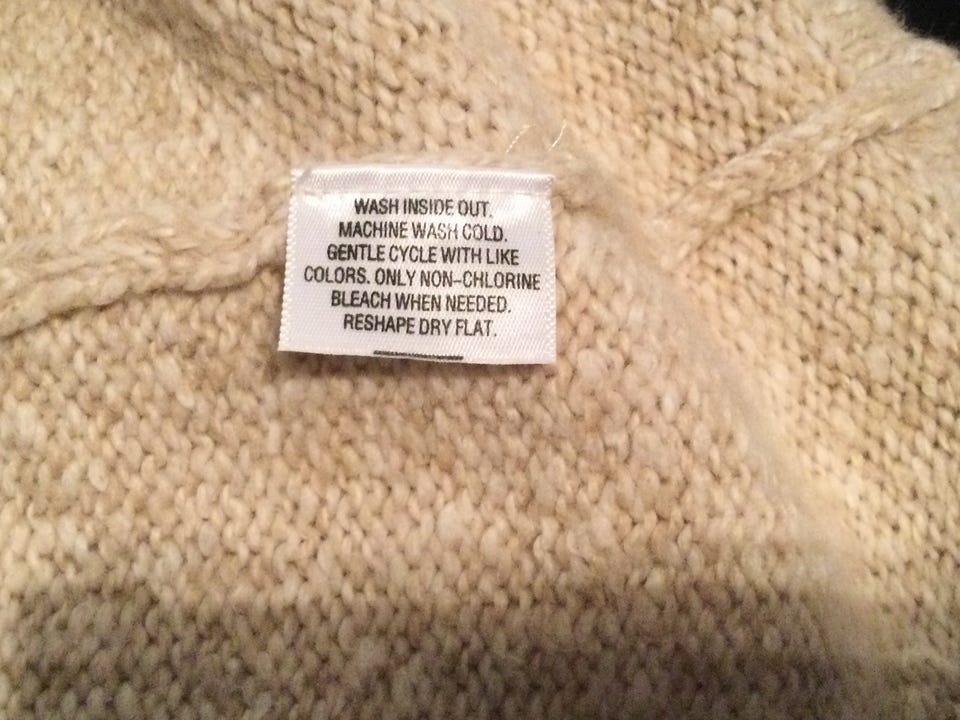 WASH INSIDE OUT.
MACHINE WASH COLD.
GENTLE CYCLE WITH LIKE
COLORS. ONLY NON-CHLORINE
BLEACH WHEN NEEDED.
RESHAPE DRY FLAT.